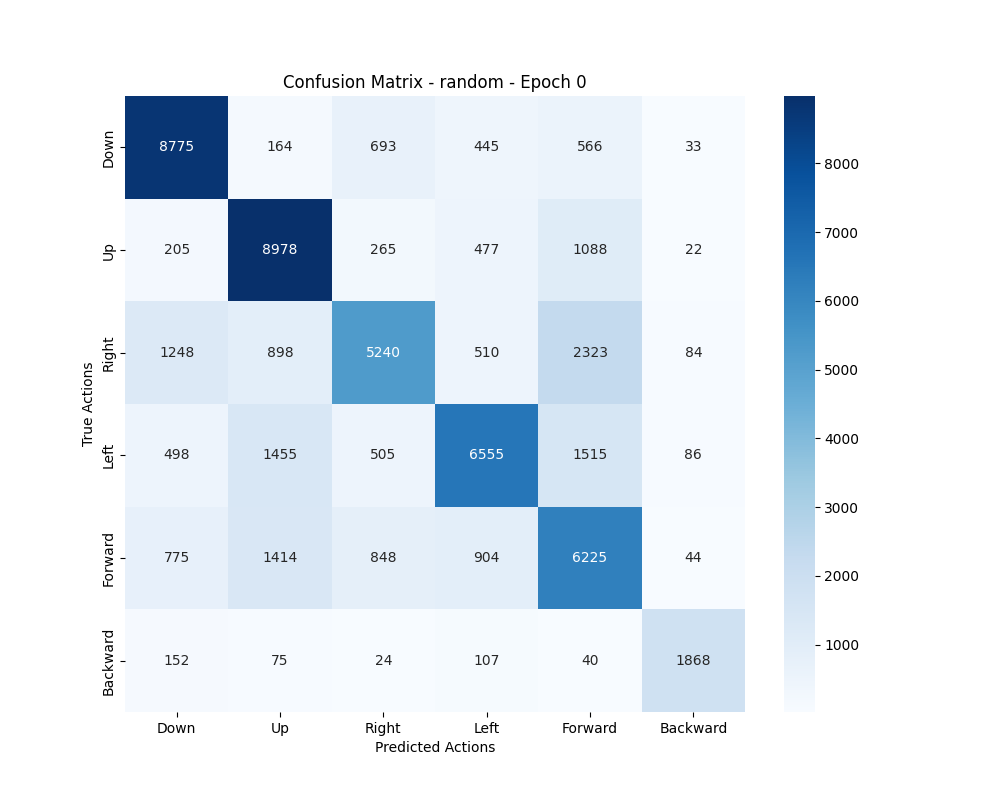 Confusion Matrix - random - Epoch 0
True Actions
Down 8775 164 693 445 566 33
Up 205 8978 265 477 1088 22
Right 1248 898 5240 510 2323 84
Left 498 1455 505 6555 1515 86
Forward 775 1414 848 904 6225 44
Backward 152 75 24 107 40 1868
Down Up Right Left Forward Backward
Predicted Actions
8000
7000
6000
5000
4000
3000
2000
1000